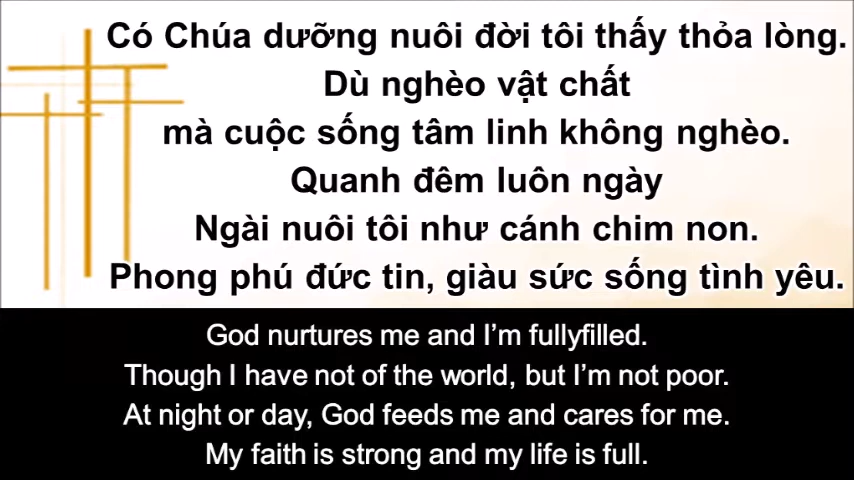 Có Chúa dưỡng nuôi đời tôi thấy thỏa lòng.
Dù nghèo vật chất
mà cuộc sống tâm linh không nghèo.
Quanh đêm luôn ngày
Ngài nuôi tôi như cánh chim non.
Phong phú đức tin, giàu sức sống tình yêu.
God nurtures me and I’m fullyfilled.
Though I have not of the world, but I’m not poor.
At night or day, God feeds me and cares for me.
My faith is strong and my life is full.